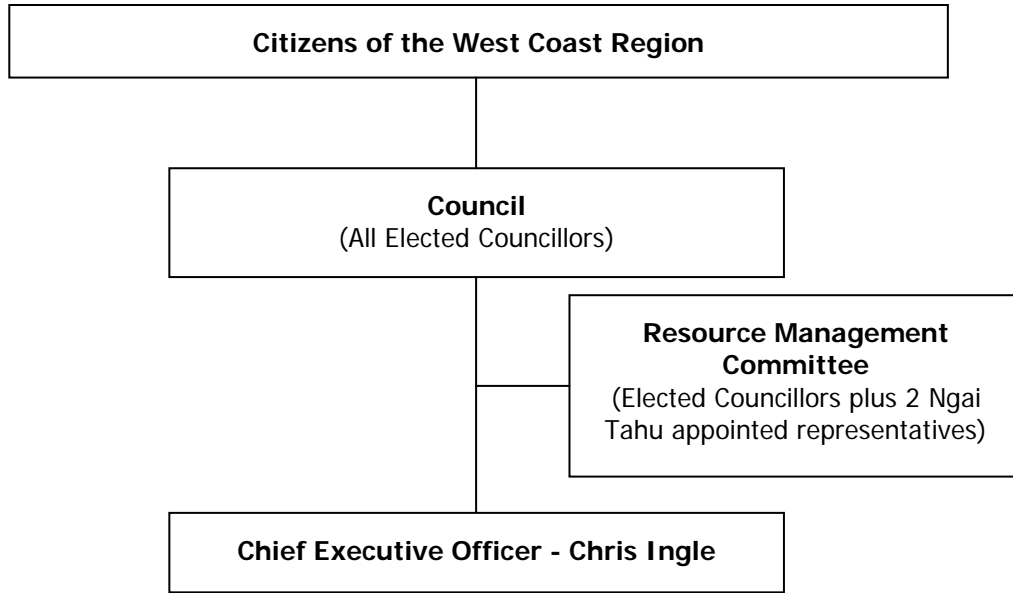 Citizens of the West Coast Region
Council
(All Elected Councillors)
Resource Management
Committee
(Elected Councillors plus 2 Ngai
Tahu appointed representatives)
Chief Executive Officer - Chris Ingle